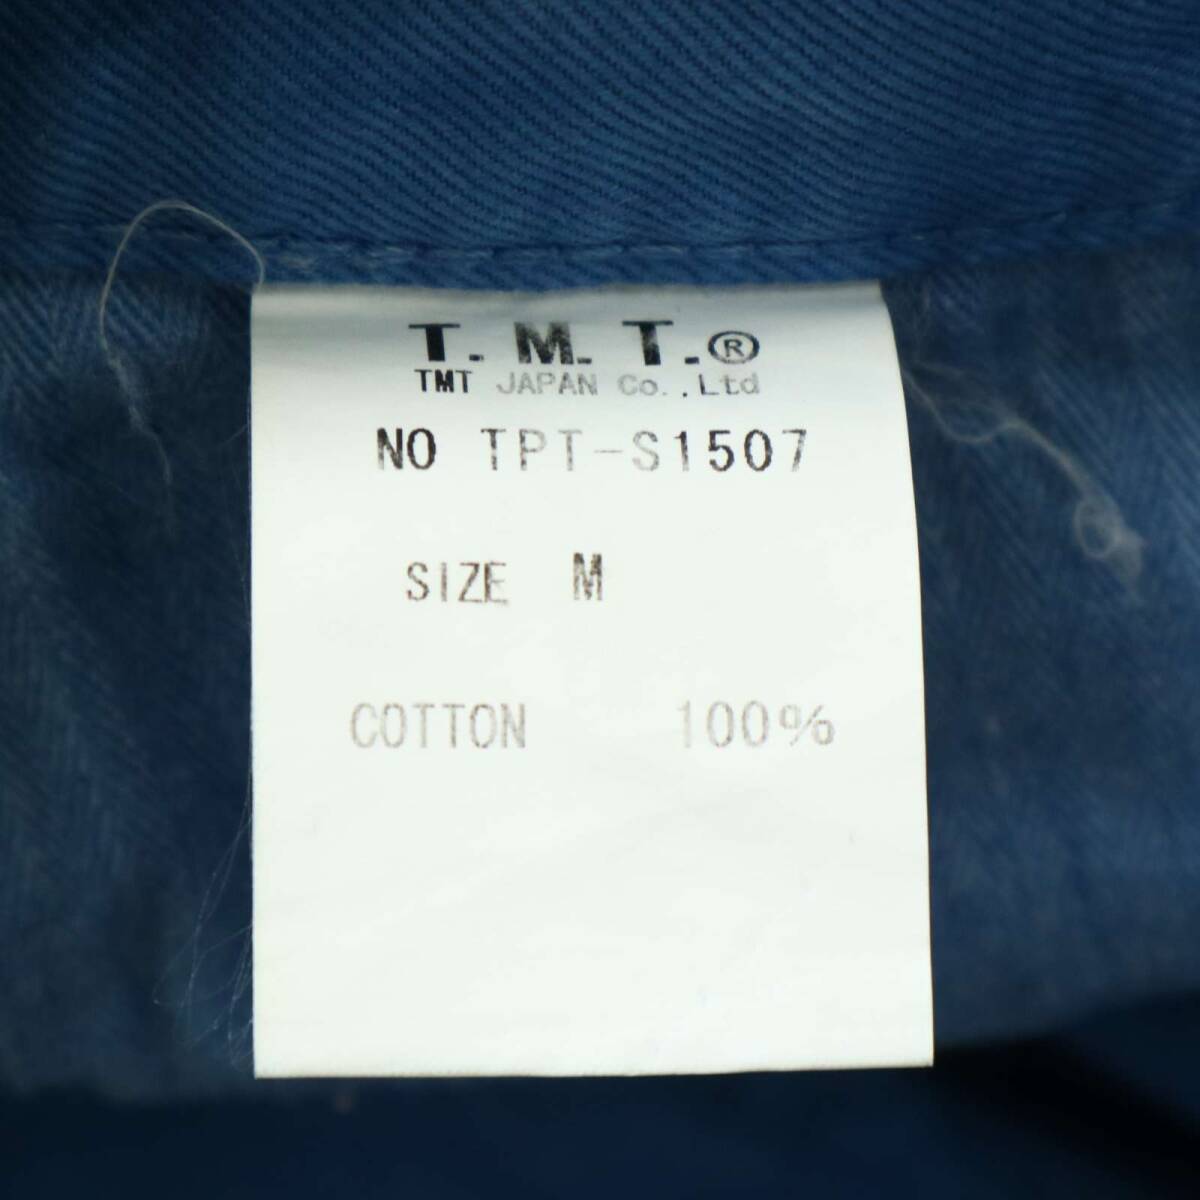 T. M. T.®
TMT JAPAN Co.,Ltd
NO TPT-S1507
SIZE M
COTTON 100%